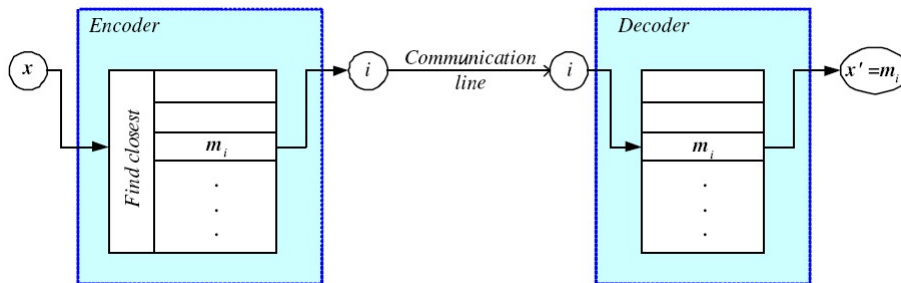 Encoder
Decoder
x
Find closest
m_i
.
.
.
i
Communication
line
i
m_i
.
.
.
x' = m_i